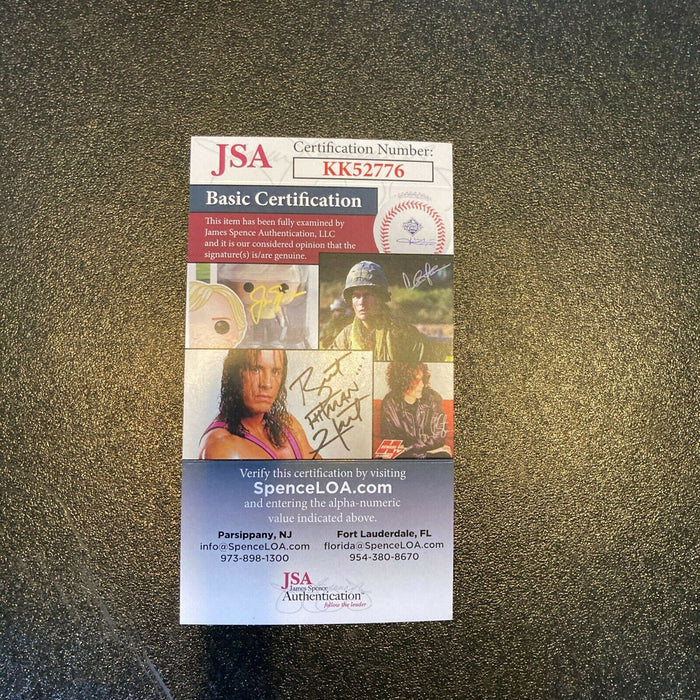 JSA
Certification Number:
KK52776
Basic Certification
This item has been fully examined by
James Spence Authentication, LLC
and it is our considered opinion that the
signature(s) is/are genuine.
Bret
HITMAN
Hart
Verify this certification by visiting
SpenceLOA.com
and entering the alpha-numeric
value indicated above.
Parsippany, NJ
info@SpenceLOA.com
973-898-1300
Fort Lauderdale, FL
florida@SpenceLOA.com
954-380-8670
JSA
James Spence
Authentication
follow the leader